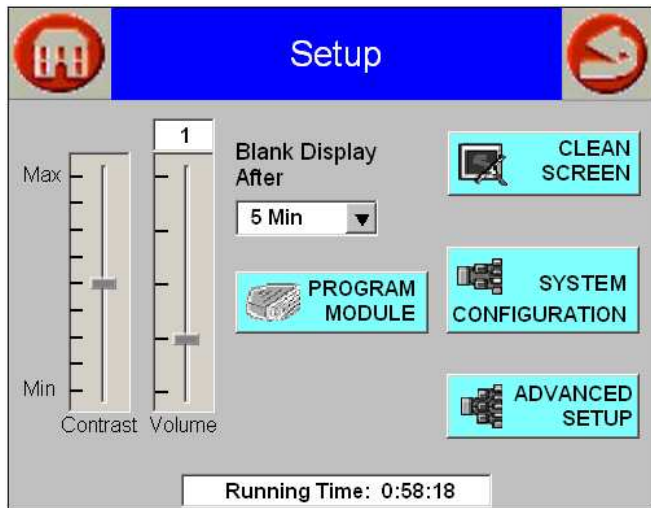 Setup
1
Blank Display
After
5 Min
Max
Min
Contrast
Volume
PROGRAM
MODULE
CLEAN
SCREEN
SYSTEM
CONFIGURATION
ADVANCED
SETUP
Running Time: 0:58:18